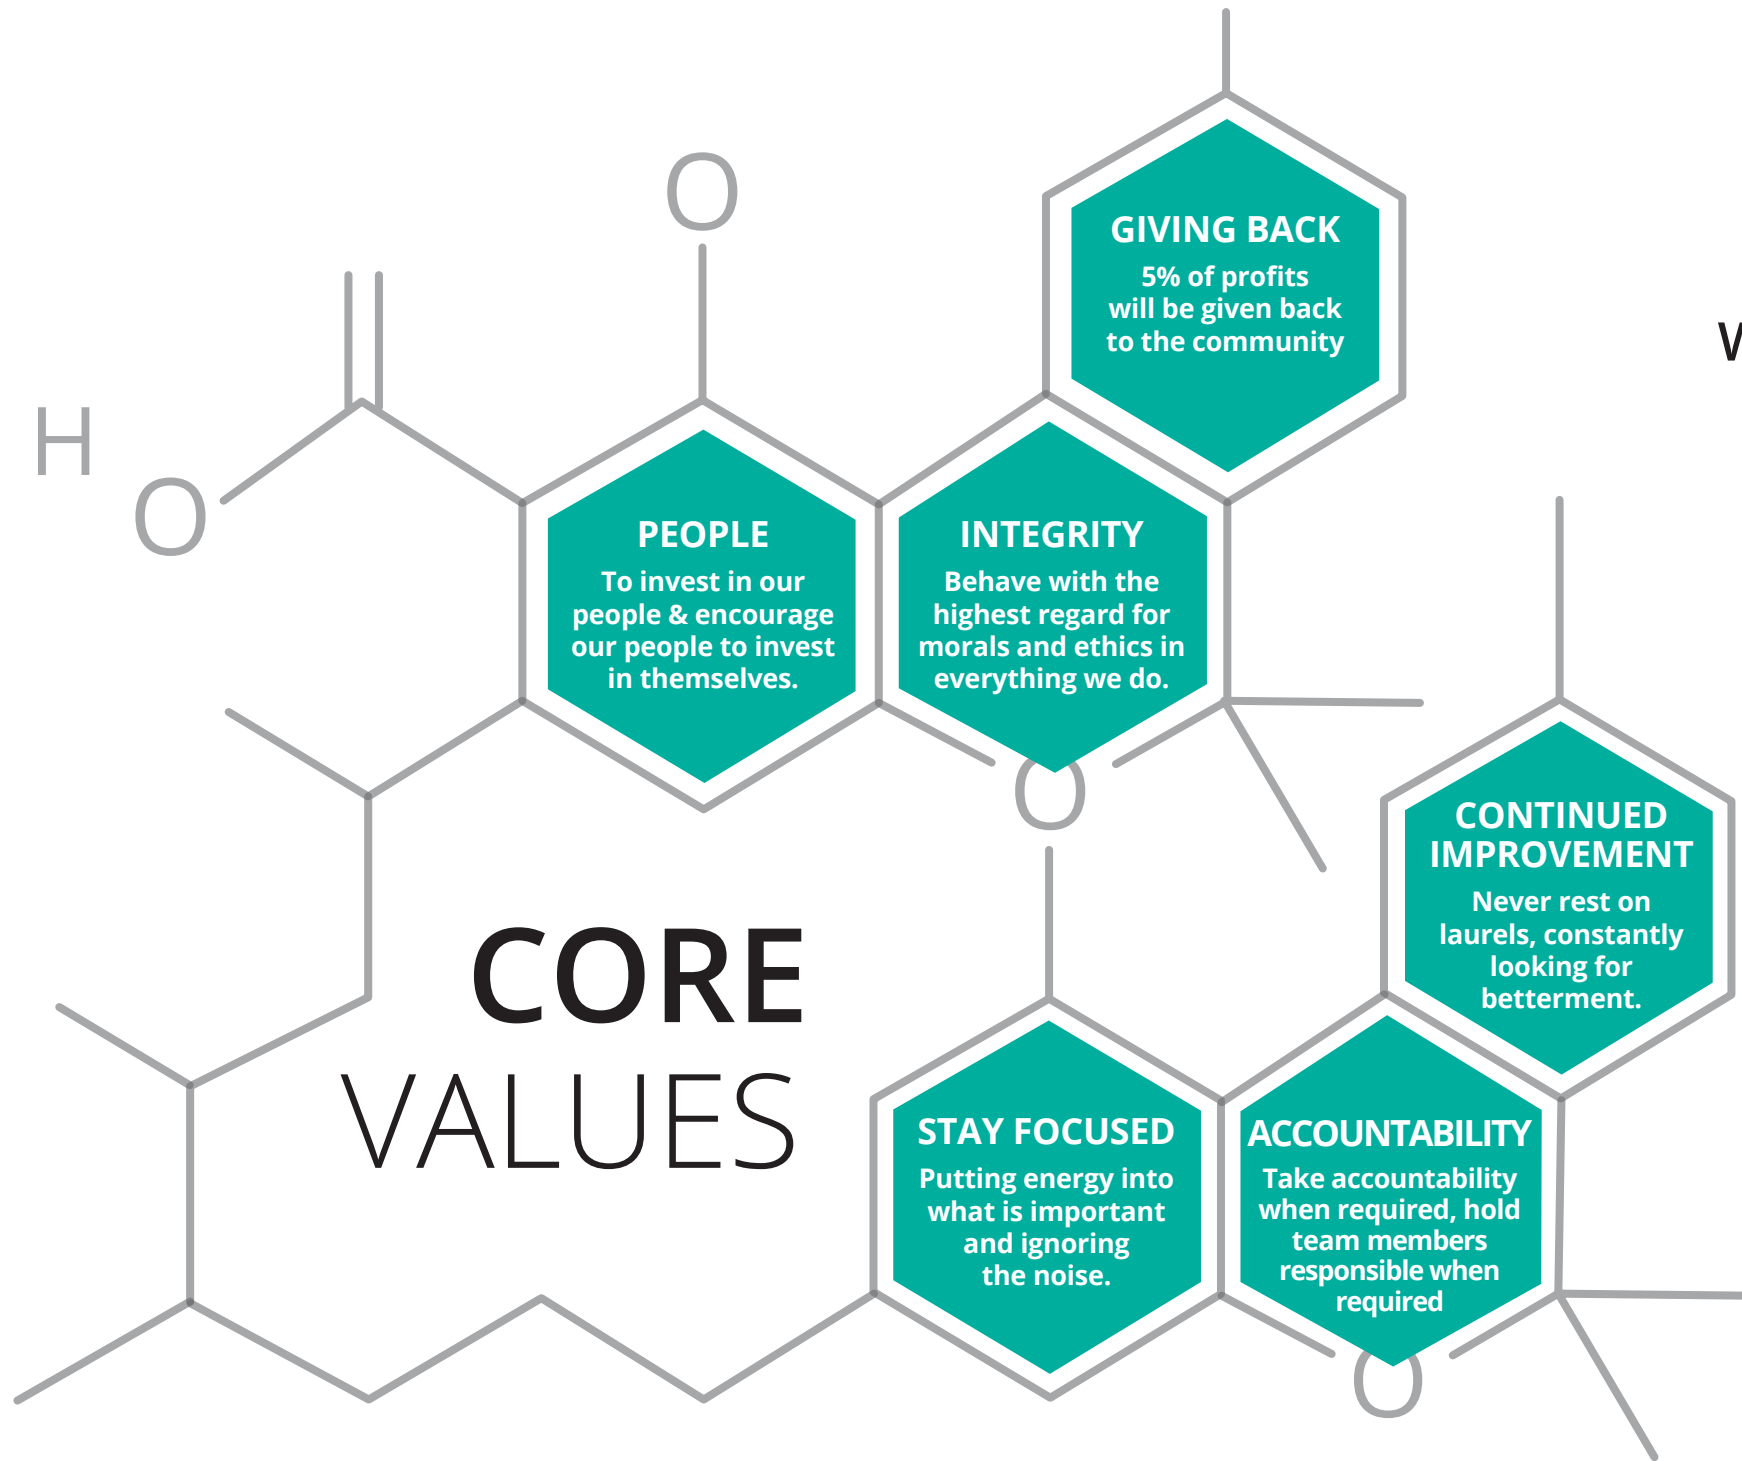 O
GIVING BACK
5% of profits
will be given back
to the community
H
O
PEOPLE
To invest in our
people & encourage
our people to invest
in themselves.
INTEGRITY
Behave with the
highest regard for
morals and ethics in
everything we do.
O
CORE
VALUES
CONTINUED
IMPROVEMENT
Never rest on
laurels, constantly
looking for
betterment.
STAY FOCUSED
Putting energy into
what is important
and ignoring
the noise.
ACCOUNTABILITY
Take accountability
when required, hold
team members
responsible when
required
O